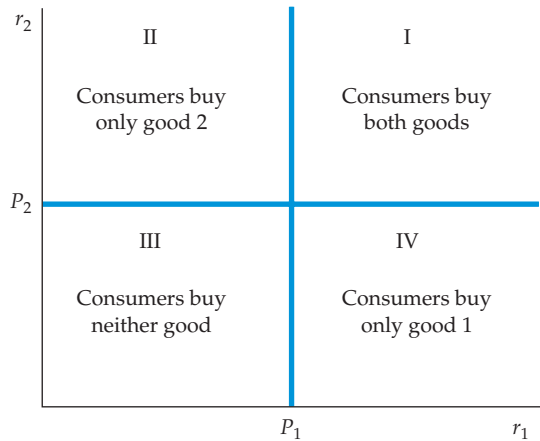 r2
II
I
Consumers buy
only good 2
Consumers buy
both goods
P2
III
IV
Consumers buy
neither good
Consumers buy
only good 1
P1
r1